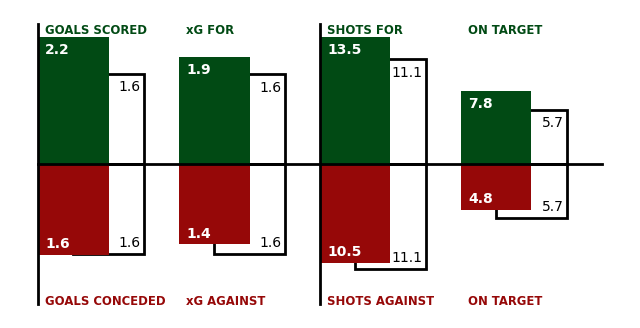 GOALS SCORED xG FOR SHOTS FOR ON TARGET
2.2 1.6 1.9 1.6 13.5 11.1 7.8 5.7
1.6 1.6 1.4 1.6 10.5 11.1 4.8 5.7
GOALS CONCEDED xG AGAINST SHOTS AGAINST ON TARGET